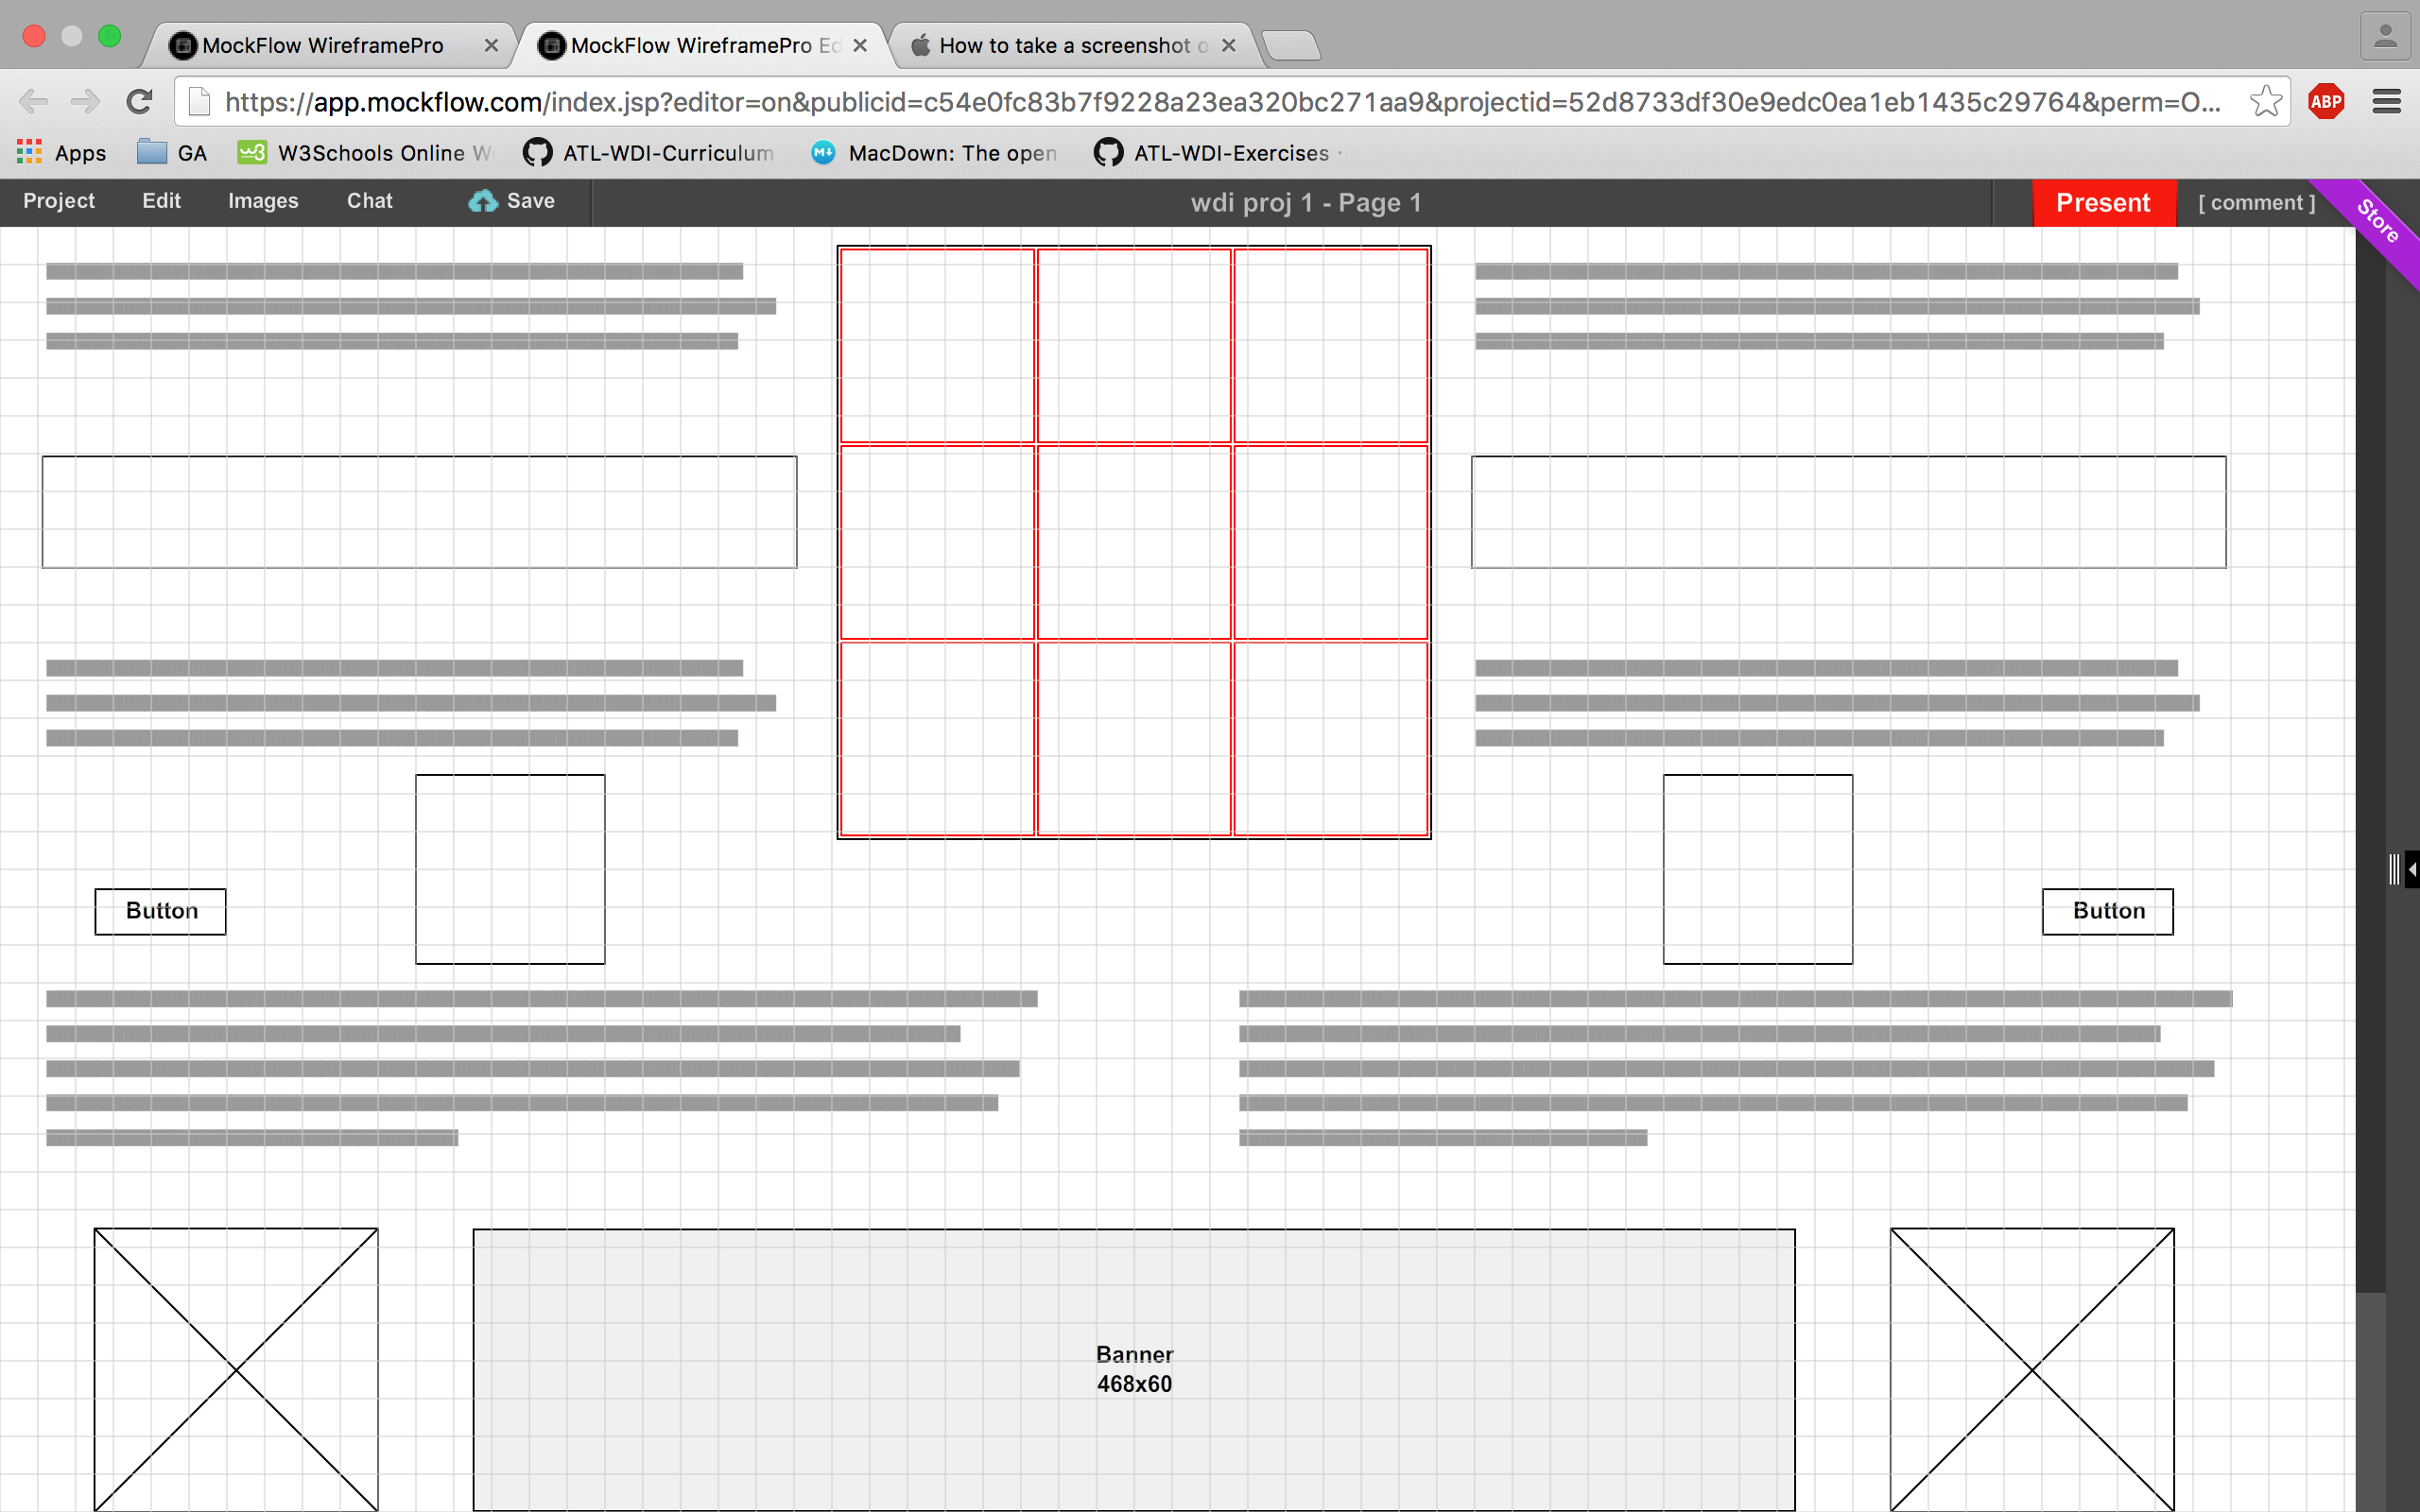 MockFlow WireframePro
MockFlow WireframePro Ed
How to take a screenshot o
https://app.mockflow.com/index.jsp?editor=on&publicid=c54e0fc83b7f9228a23ea320bc271aa9&projectid=52d8733df30e9edc0ea1eb1435c29764&perm=O...
ABP
Apps
GA
w3
W3Schools Online W
ATL-WDI-Curriculum
M
MacDown: The open
ATL-WDI-Exercises
Project
Edit
Images
Chat
Save
wdi proj 1 - Page 1
Present
[ comment ]
Store
Button
Button
Banner
468x60